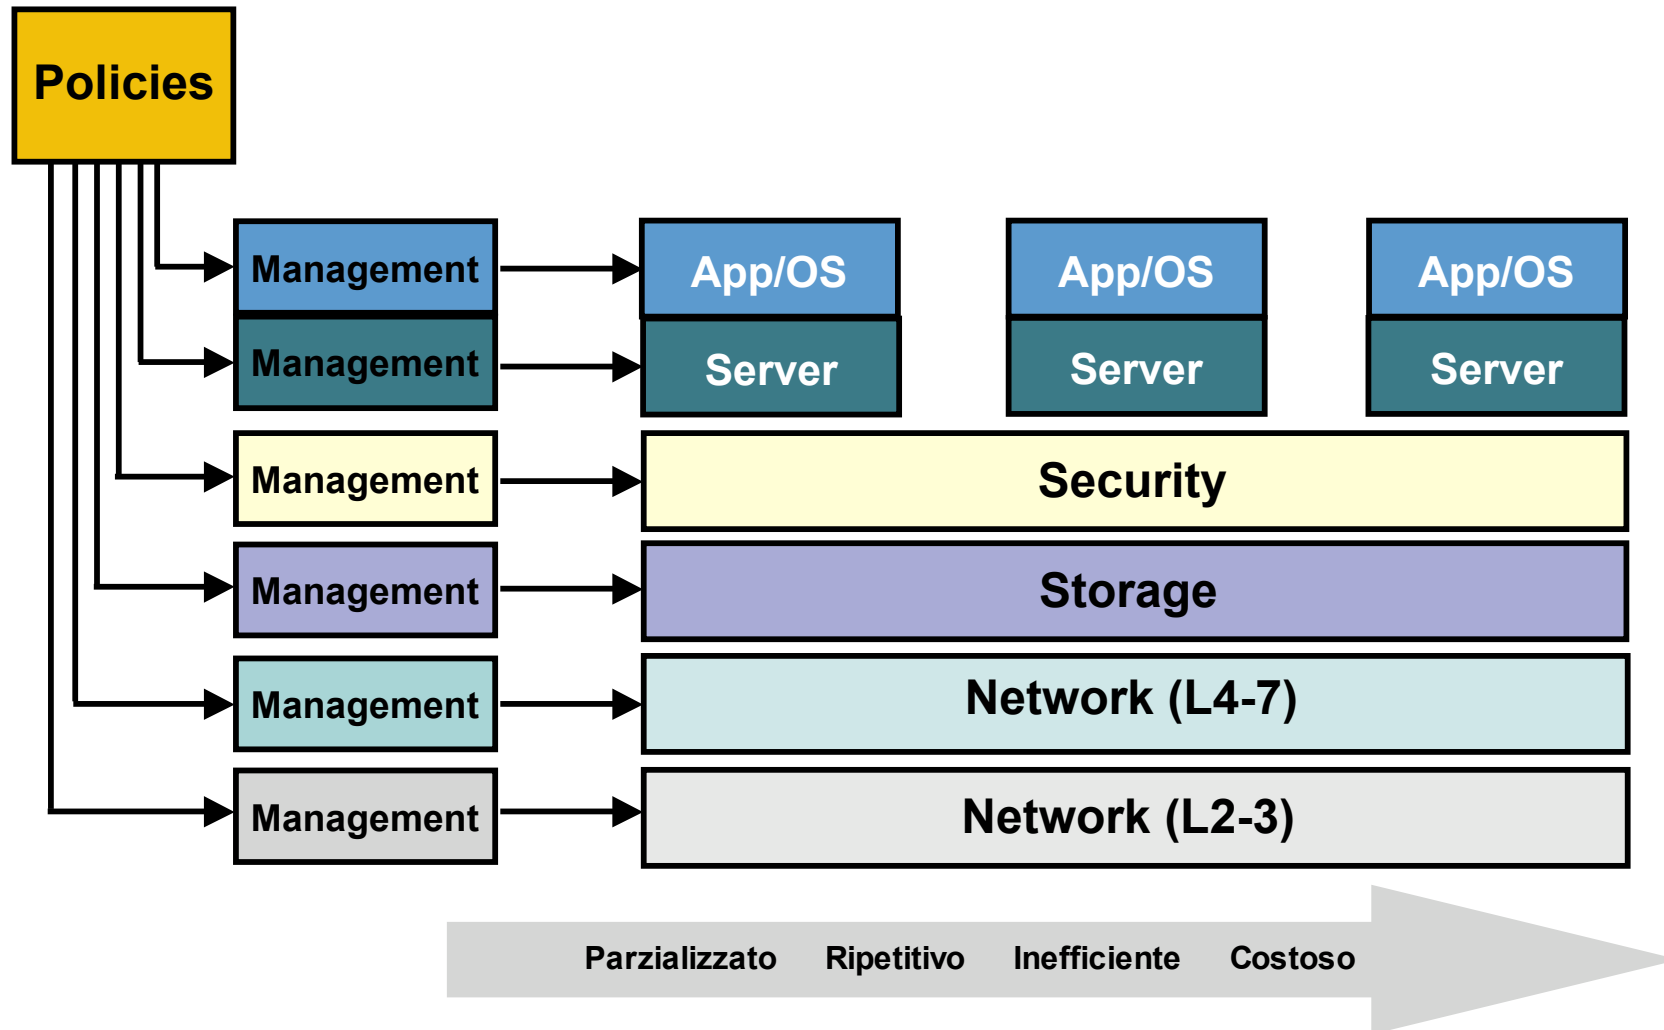 Policies
Management
App/OS
App/OS
App/OS
Management
Server
Server
Server
Management
Security
Management
Storage
Management
Network (L4-7)
Management
Network (L2-3)
Parzializzato Ripetitivo Inefficiente Costoso